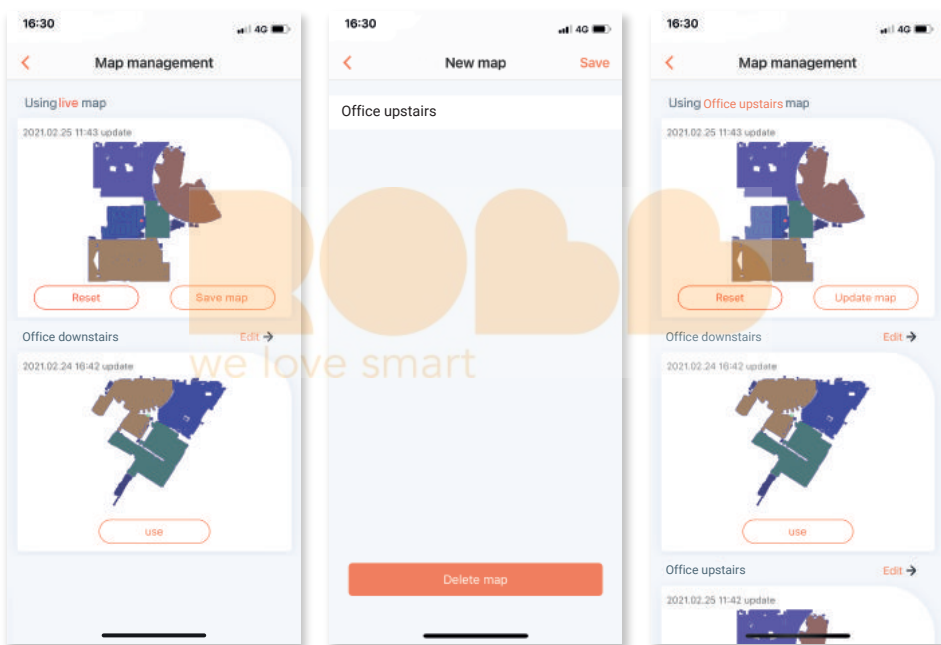 16:30
4G
Map management
Using live map
2021.02.25 11:43 update
Reset
Save map
Office downstairs
Edit →
2021.02.24 16:42 update
use
16:30
4G
New map
Save
Office upstairs
Delete map
16:30
4G
Map management
Using Office upstairs map
2021.02.25 11:43 update
Reset
Update map
Office downstairs
Edit →
2021.02.24 16:42 update
use
Office upstairs
Edit →
2021.02.25 11:42 update
ROBB
we love smart